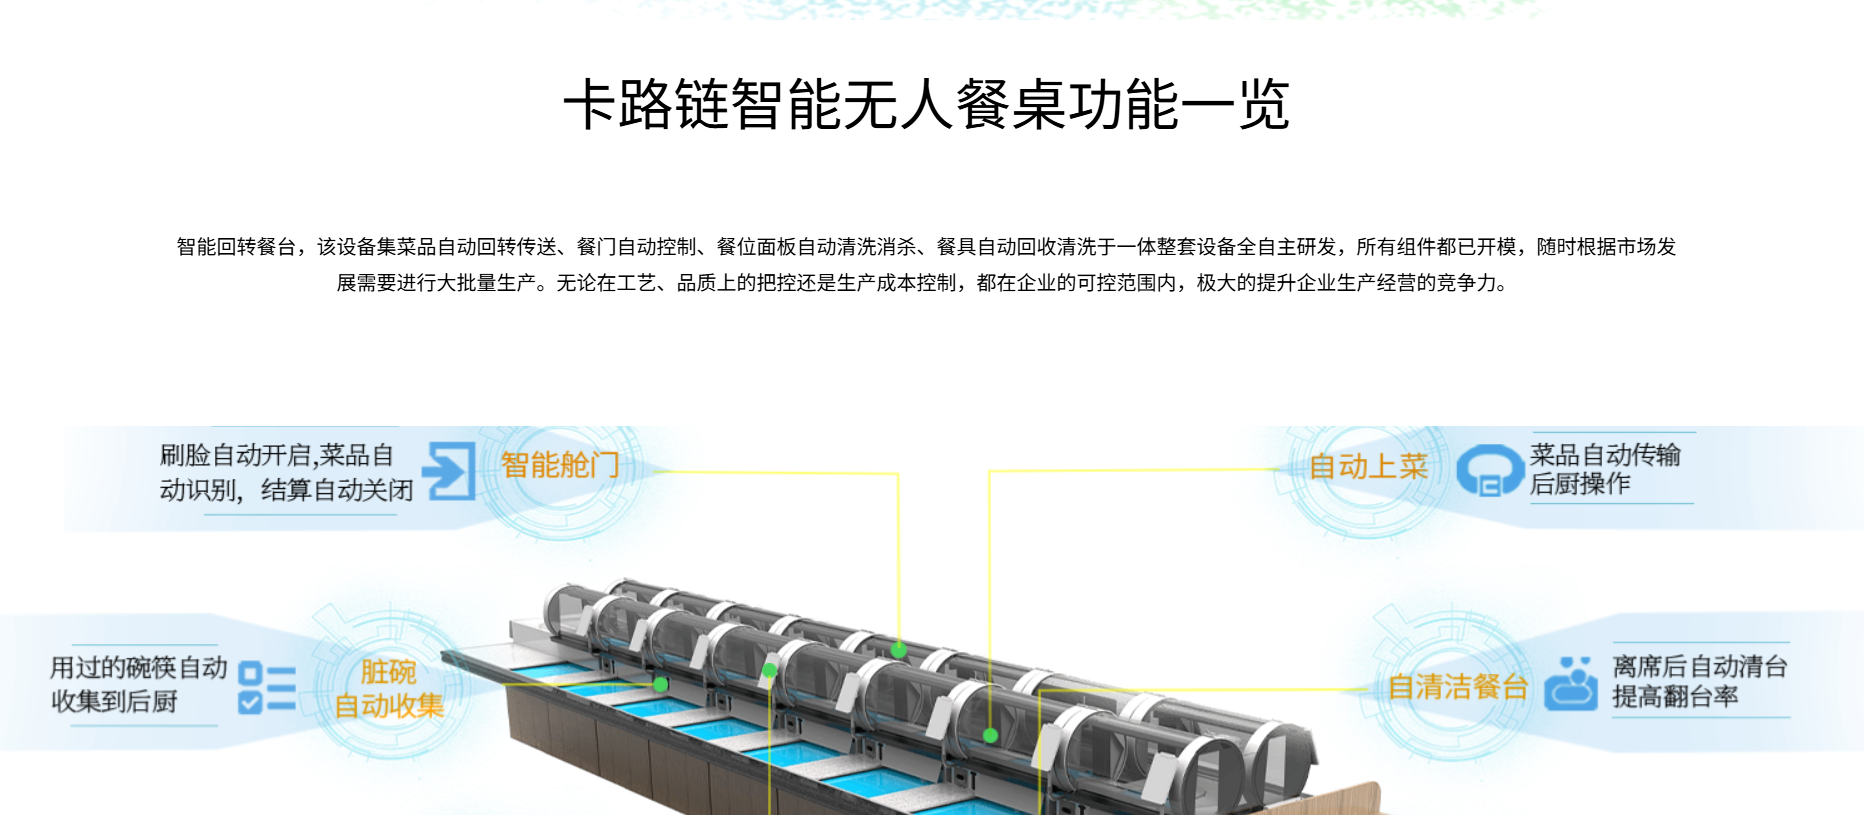 卡路链智能无人餐桌功能一览
智能回转餐台，该设备集菜品自动回转传送、餐门自动控制、餐位面板自动清洗消杀、餐具自动回收清洗于一体整套设备全自主研发，所有组件都已开模，随时根据市场发
展需要进行大批量生产。无论在工艺、品质上的把控还是生产成本控制，都在企业的可控范围内，极大的提升企业生产经营的竞争力。
刷脸自动开启,菜品自
动识别，结算自动关闭
智能舱门
自动上菜
菜品自动传输
后厨操作
用过的碗筷自动
收集到后厨
脏碗
自动收集
自清洁餐台
离席后自动清台
提高翻台率